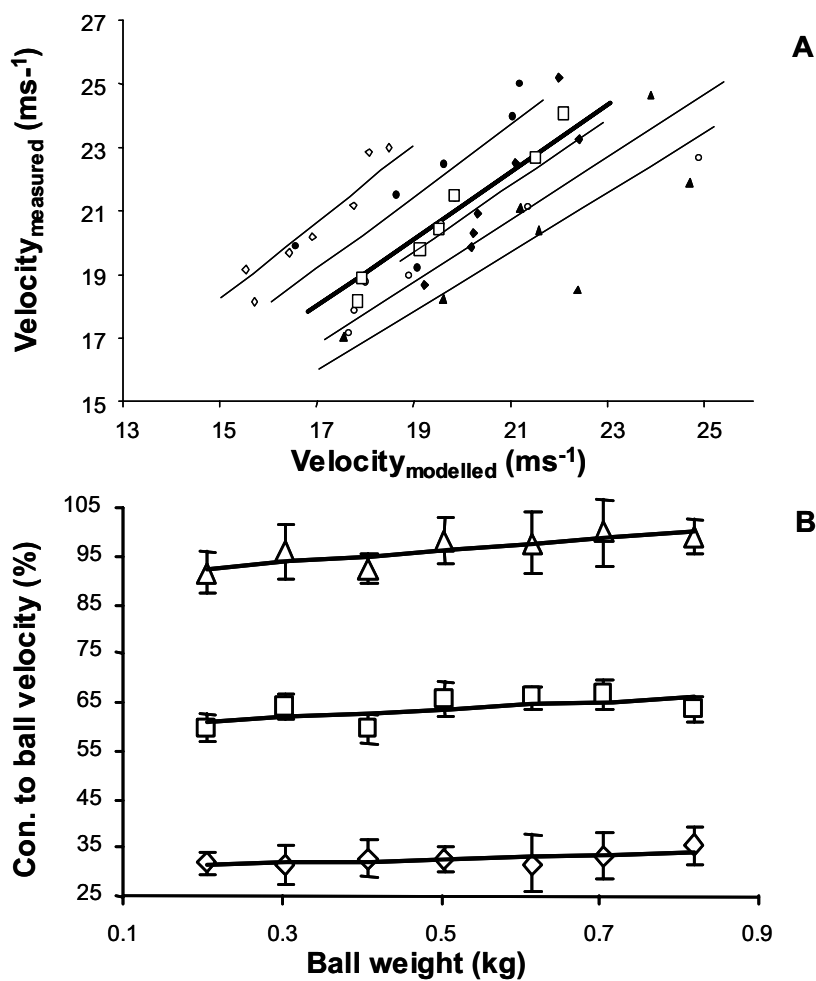 27
A
25
23
21
19
17
15
13 15 17 19 21 23 25
Velocitymeasured (ms-1)
Velocitymodelled (ms-1)
105
B
95
85
75
65
55
45
35
25
0.1 0.3 0.5 0.7 0.9
Con. to ball velocity (%)
Ball weight (kg)